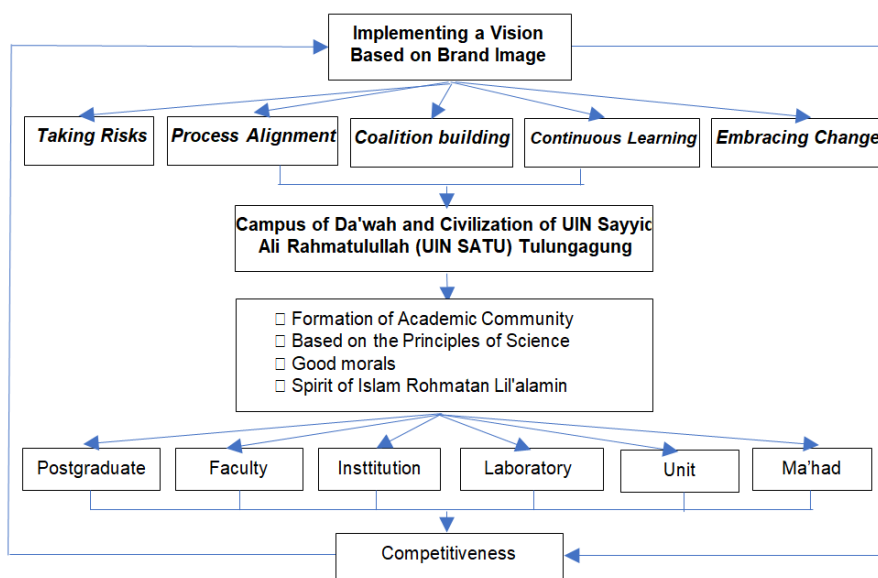 Implementing a Vision
Based on Brand Image
Taking Risks
Process Alignment
Coalition building
Continuous Learning
Embracing Change
Campus of Da'wah and Civilization of UIN Sayyid
Ali Rahmatulullah (UIN SATU) Tulungagung
□ Formation of Academic Community
□ Based on the Principles of Science
□ Good morals
□ Spirit of Islam Rohmatan Lil'alamin
Postgraduate
Faculty
Institution
Laboratory
Unit
Ma'had
Competitiveness